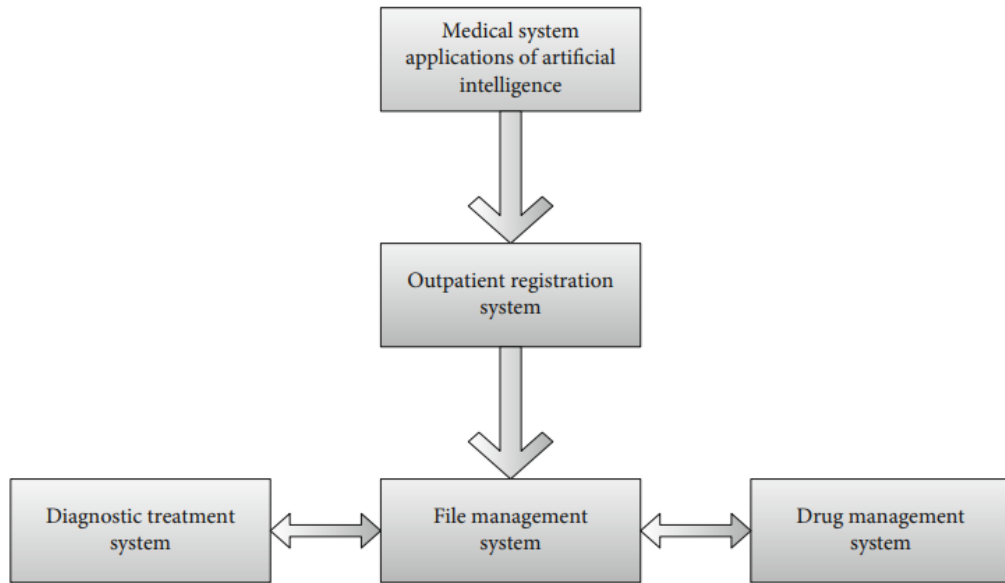 Medical system
applications of artificial
intelligence
Outpatient registration
system
Diagnostic treatment
system
File management
system
Drug management
system